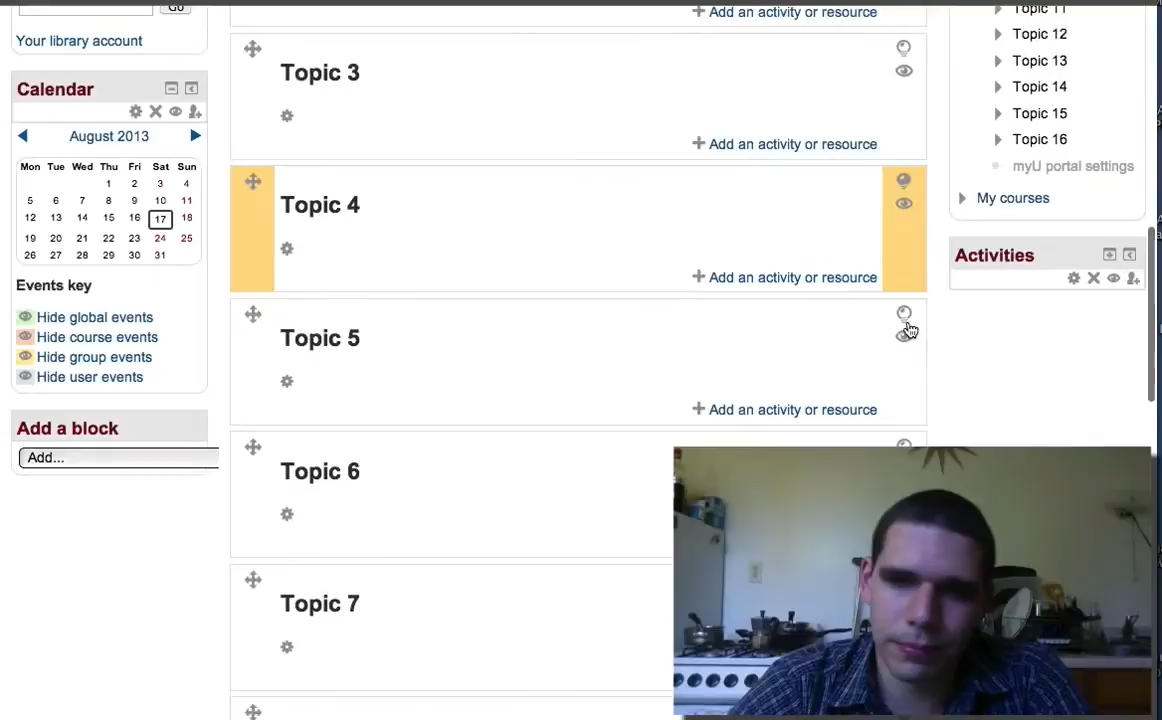 Go
Your library account
Calendar
August 2013
Mon Tue Wed Thu Fri Sat Sun
1 2 3 4
5 6 7 8 9 10 11
12 13 14 15 16 17 18
19 20 21 22 23 24 25
26 27 28 29 30 31
Events key
Hide global events
Hide course events
Hide group events
Hide user events
Add a block
Add...
Add an activity or resource
Topic 3
Add an activity or resource
Topic 4
Add an activity or resource
Topic 5
Add an activity or resource
Topic 6
Topic 7
Topic 11
Topic 12
Topic 13
Topic 14
Topic 15
Topic 16
myU portal settings
My courses
Activities